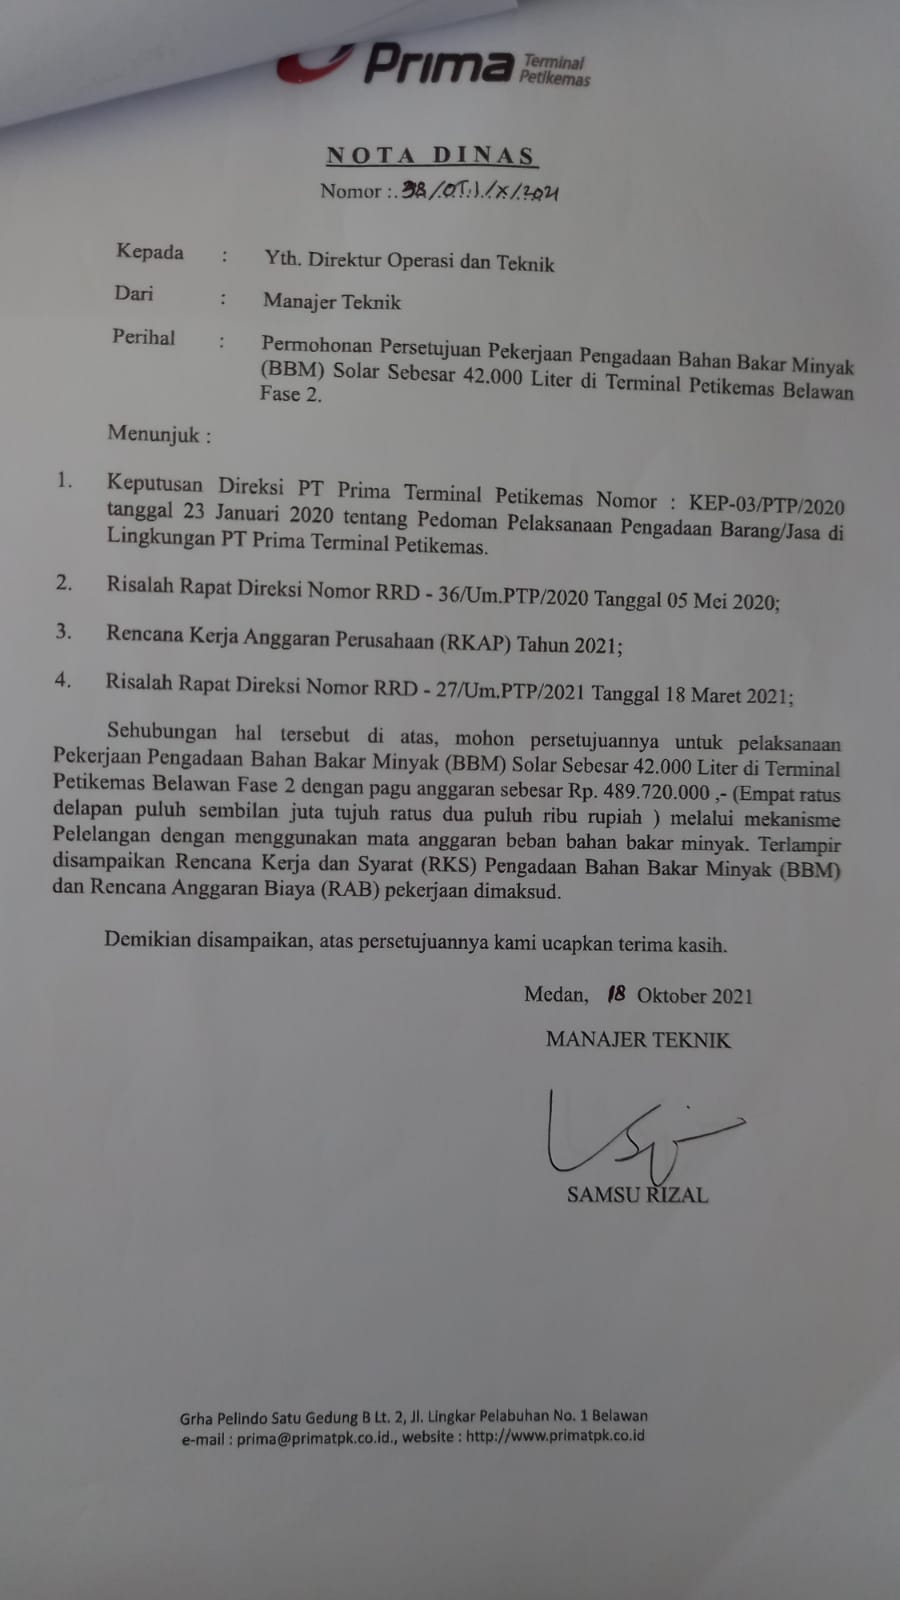 Prima Terminal
Petikemas
NOTA DINAS
Nomor :. 38/OT.1/X/2021
Kepada : Yth. Direktur Operasi dan Teknik
Dari : Manajer Teknik
Perihal : Permohonan Persetujuan Pekerjaan Pengadaan Bahan Bakar Minyak
(BBM) Solar Sebesar 42.000 Liter di Terminal Petikemas Belawan
Fase 2.
Menunjuk :
1. Keputusan Direksi PT Prima Terminal Petikemas Nomor : KEP-03/PTP/2020
tanggal 23 Januari 2020 tentang Pedoman Pelaksanaan Pengadaan Barang/Jasa di
Lingkungan PT Prima Terminal Petikemas.
2. Risalah Rapat Direksi Nomor RRD - 36/Um.PTP/2020 Tanggal 05 Mei 2020;
3. Rencana Kerja Anggaran Perusahaan (RKAP) Tahun 2021;
4. Risalah Rapat Direksi Nomor RRD - 27/Um.PTP/2021 Tanggal 18 Maret 2021;
Sehubungan hal tersebut di atas, mohon persetujuannya untuk pelaksanaan
Pekerjaan Pengadaan Bahan Bakar Minyak (BBM) Solar Sebesar 42.000 Liter di Terminal
Petikemas Belawan Fase 2 dengan pagu anggaran sebesar Rp. 489.720.000 ,- (Empat ratus
delapan puluh sembilan juta tujuh ratus dua puluh ribu rupiah ) melalui mekanisme
Pelelangan dengan menggunakan mata anggaran beban bahan bakar minyak. Terlampir
disampaikan Rencana Kerja dan Syarat (RKS) Pengadaan Bahan Bakar Minyak (BBM)
dan Rencana Anggaran Biaya (RAB) pekerjaan dimaksud.
Demikian disampaikan, atas persetujuannya kami ucapkan terima kasih.
Medan, 18 Oktober 2021
MANAJER TEKNIK
SAMSU RIZAL
Grha Pelindo Satu Gedung B Lt. 2, Jl. Lingkar Pelabuhan No. 1 Belawan
e-mail : prima@primatpk.co.id., website : http://www.primatpk.co.id